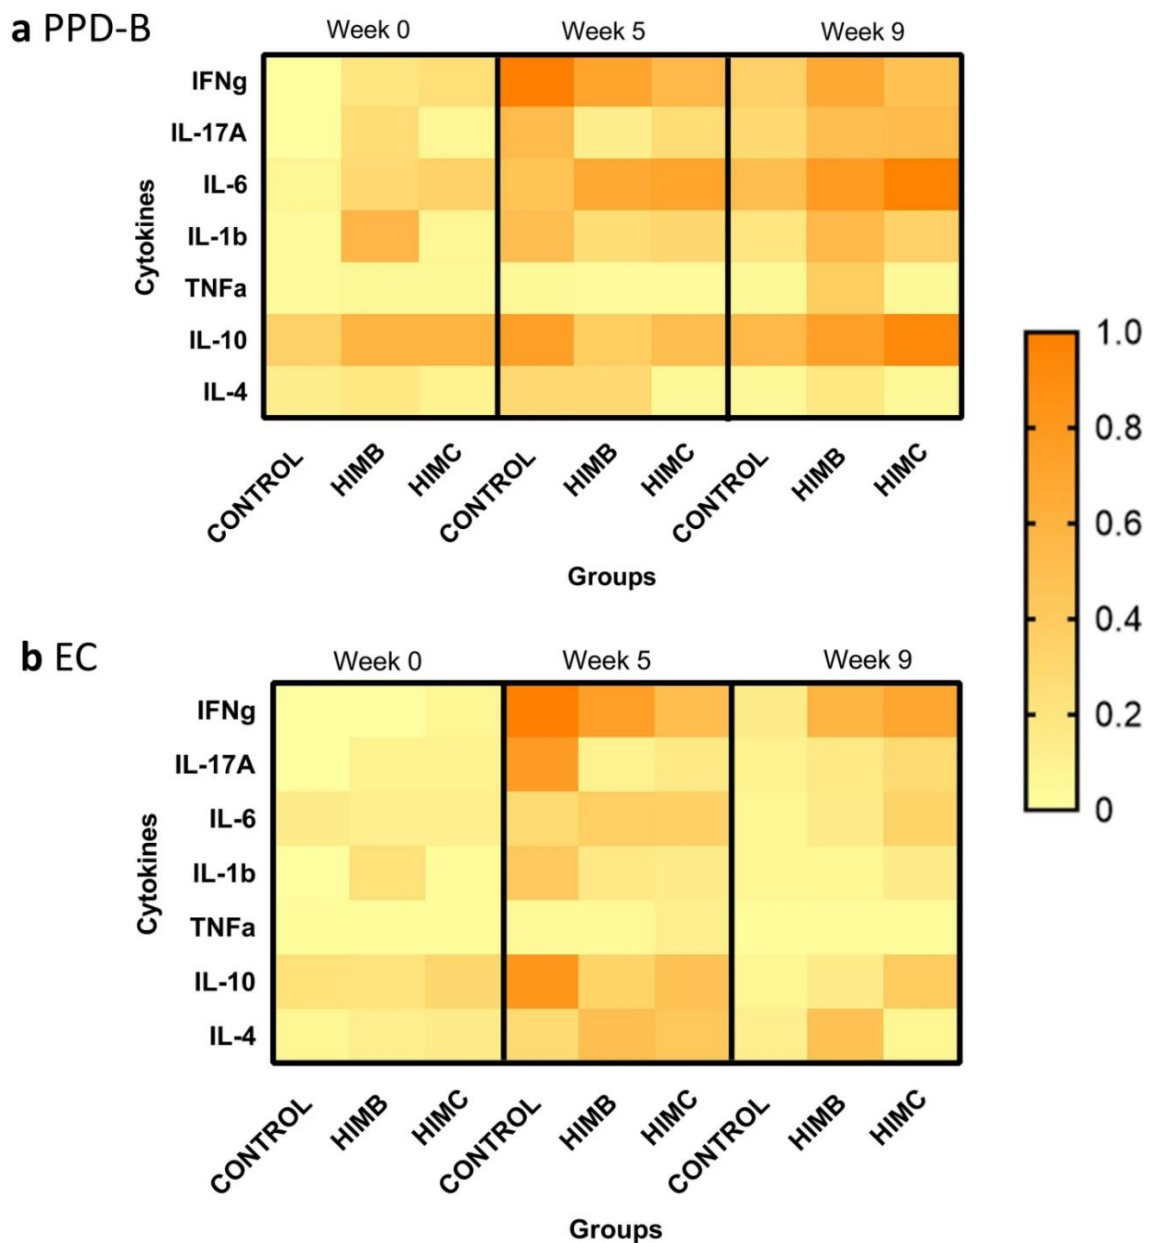 a PPD-B
Week 0 Week 5 Week 9
Cytokines
IFNg
IL-17A
IL-6
IL-1b
TNFa
IL-10
IL-4
CONTROL HIMB HIMC CONTROL HIMB HIMC CONTROL HIMB HIMC
Groups
1.0
0.8
0.6
0.4
0.2
0
b EC
Week 0 Week 5 Week 9
Cytokines
IFNg
IL-17A
IL-6
IL-1b
TNFa
IL-10
IL-4
CONTROL HIMB HIMC CONTROL HIMB HIMC CONTROL HIMB HIMC
Groups